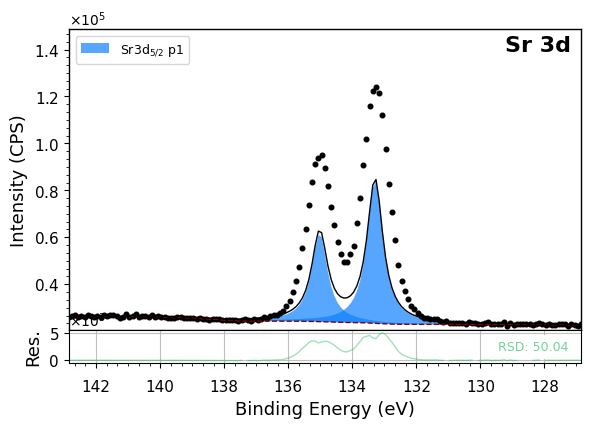 ×10⁵
Sr3d₅/₂ p1
Sr 3d
1.4
1.2
1.0
0.8
0.6
0.4
Intensity (CPS)
5
0
Res.
RSD: 50.04
142 140 138 136 134 132 130 128
Binding Energy (eV)